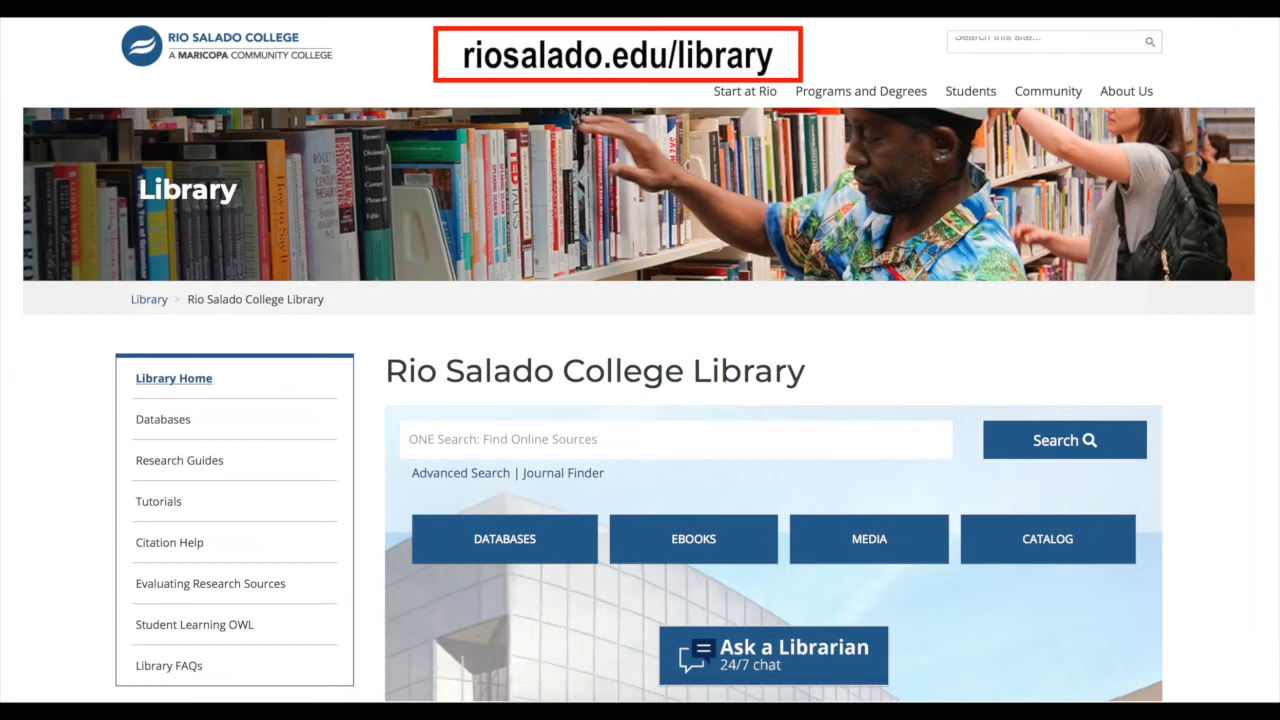 RIO SALADO COLLEGE
A MARICOPA COMMUNITY COLLEGE
riosalado.edu/library
Search this site...
Start at Rio Programs and Degrees Students Community About Us
Library
Library > Rio Salado College Library
Library Home
Databases
Research Guides
Tutorials
Citation Help
Evaluating Research Sources
Student Learning OWL
Library FAQs
Rio Salado College Library
ONE Search: Find Online Sources
Search
Advanced Search | Journal Finder
DATABASES EBOOKS MEDIA CATALOG
Ask a Librarian
24/7 chat